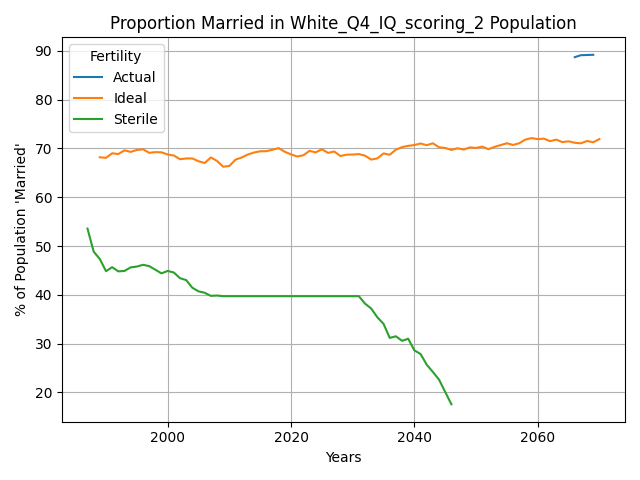 Proportion Married in White_Q4_IQ_scoring_2 Population
% of Population 'Married'
Fertility
Actual
Ideal
Sterile
90
80
70
60
50
40
30
20
2000
2020
2040
2060
Years